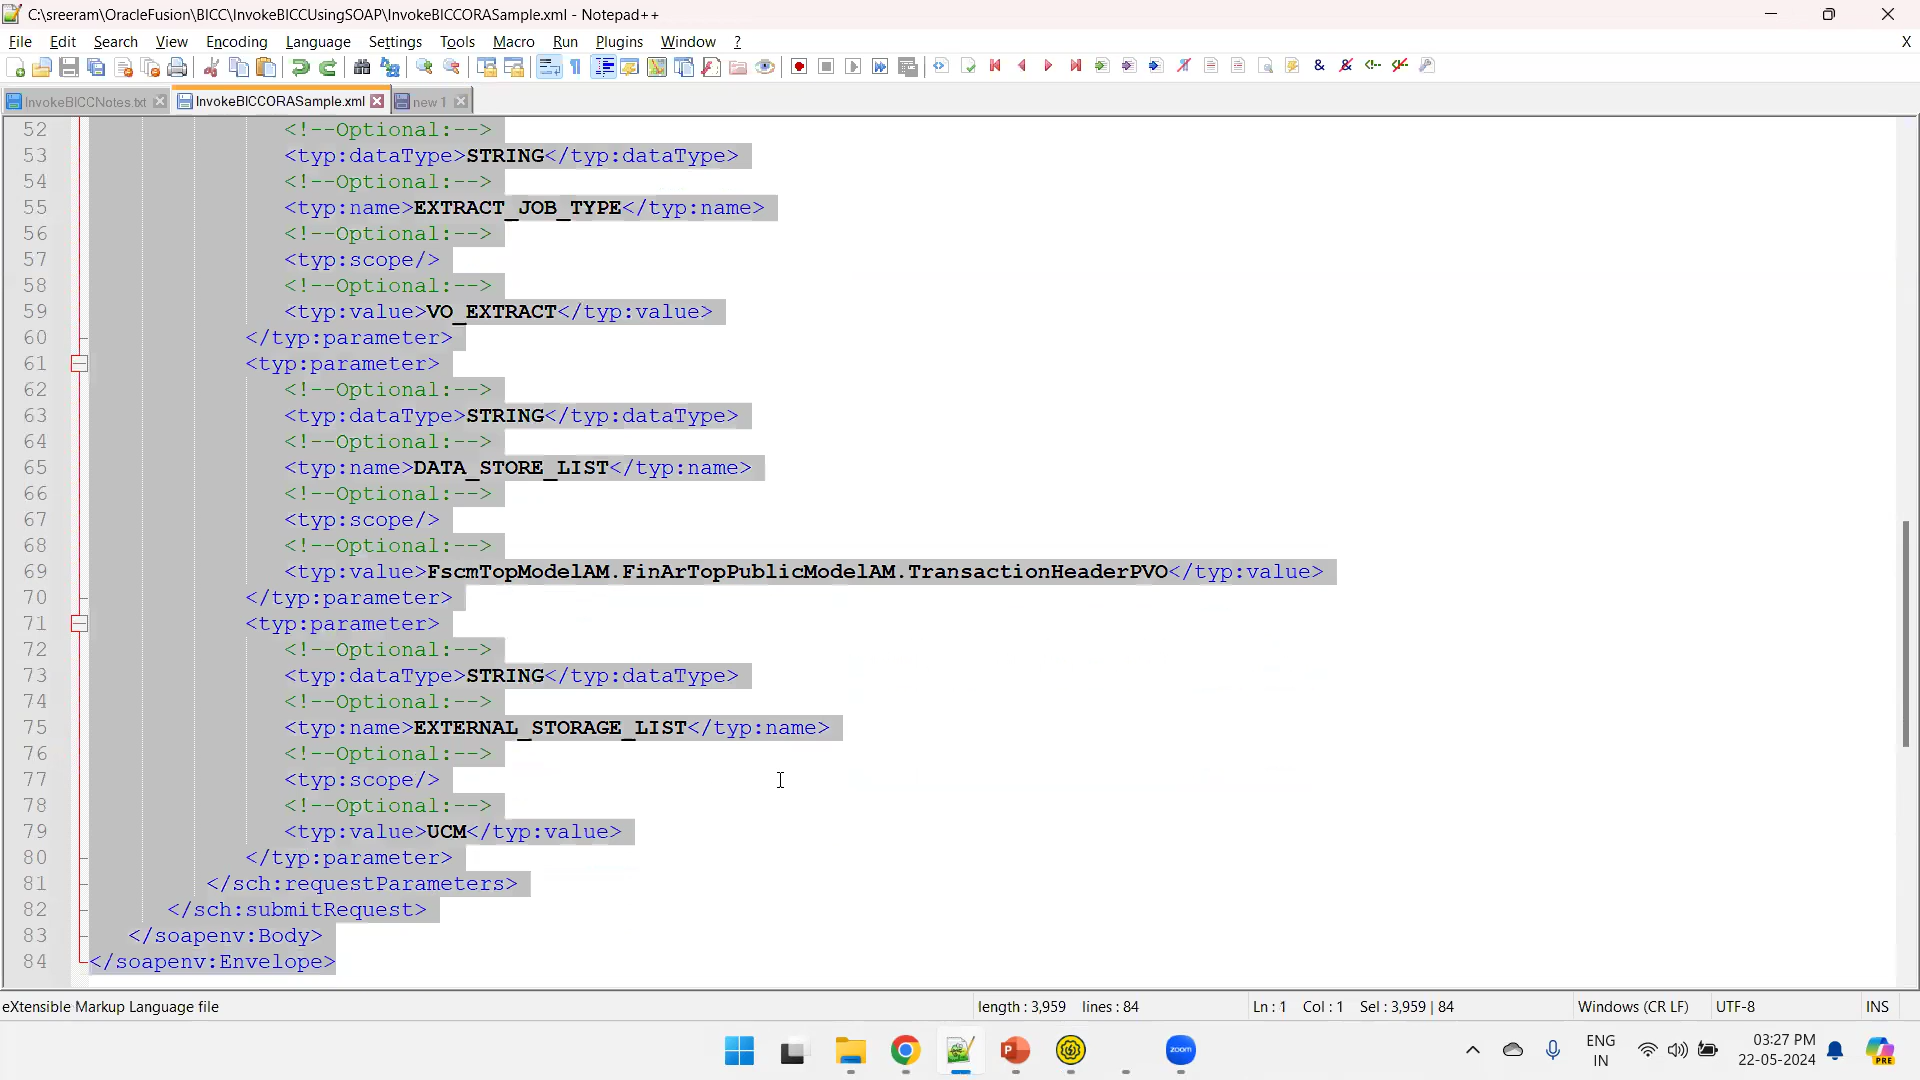 C:\sreeram\OracleFusion\BICC\InvokeBICCUsingSOAP\InvokeBICCORASample.xml - Notepad++
File Edit Search View Encoding Language Settings Tools Macro Run Plugins Window ? X
InvokeBICCNotes.txt InvokeBICCORASample.xml new 1
52 <!--Optional:-->
53 <typ:dataType>STRING</typ:dataType>
54 <!--Optional:-->
55 <typ:name>EXTRACT_JOB_TYPE</typ:name>
56 <!--Optional:-->
57 <typ:scope/>
58 <!--Optional:-->
59 <typ:value>VO_EXTRACT</typ:value>
60 </typ:parameter>
61 <typ:parameter>
62 <!--Optional:-->
63 <typ:dataType>STRING</typ:dataType>
64 <!--Optional:-->
65 <typ:name>DATA_STORE_LIST</typ:name>
66 <!--Optional:-->
67 <typ:scope/>
68 <!--Optional:-->
69 <typ:value>FscmTopModelAM.FinArTopPublicModelAM.TransactionHeaderPVO</typ:value>
70 </typ:parameter>
71 <typ:parameter>
72 <!--Optional:-->
73 <typ:dataType>STRING</typ:dataType>
74 <!--Optional:-->
75 <typ:name>EXTERNAL_STORAGE_LIST</typ:name>
76 <!--Optional:-->
77 <typ:scope/>
78 <!--Optional:-->
79 <typ:value>UCM</typ:value>
80 </typ:parameter>
81 </sch:requestParameters>
82 </sch:submitRequest>
83 </soapenv:Body>
84 </soapenv:Envelope>
eXtensible Markup Language file length : 3,959 lines : 84 Ln : 1 Col : 1 Sel : 3,959 | 84 Windows (CR LF) UTF-8 INS
zoom
ENG
IN
03:27 PM
22-05-2024
PRE